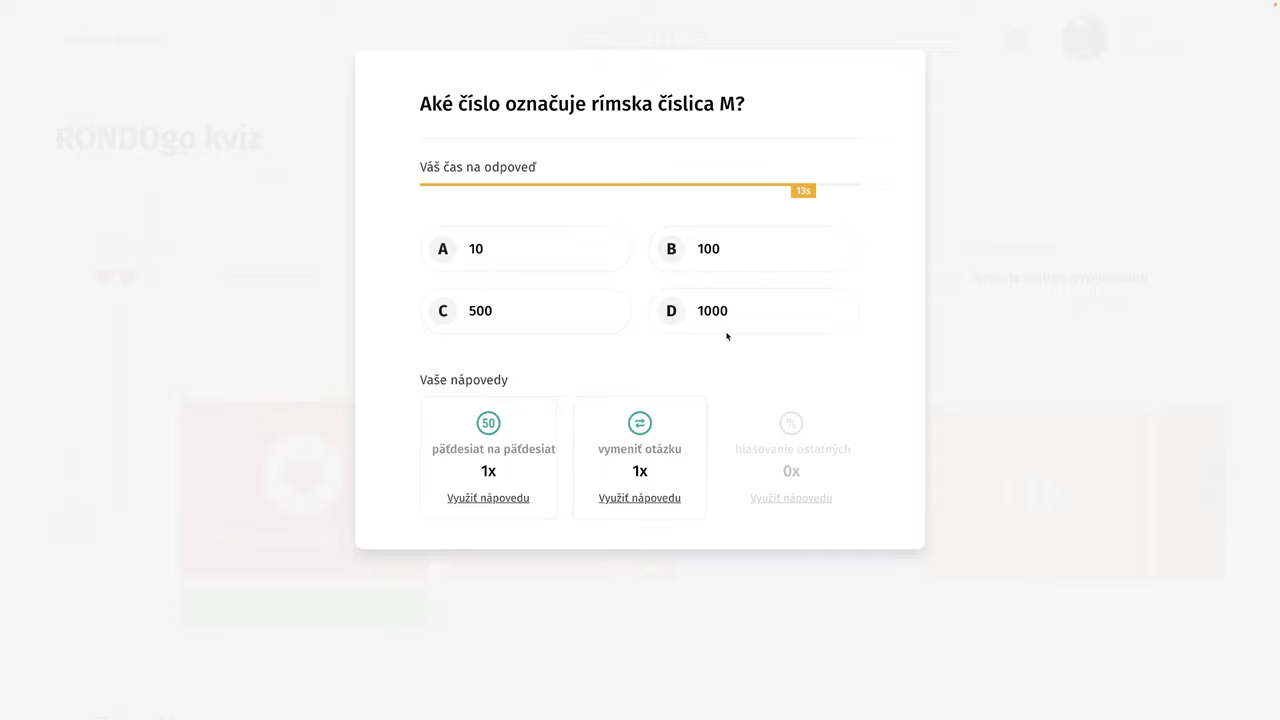 RONDOgo kvíz
Aké číslo označuje rímska číslica M?
Váš čas na odpoveď
13s
A 10
B 100
C 500
D 1000
Vaše nápovedy
50
päťdesiat na päťdesiat
1x
Využiť nápovedu
vymeniť otázku
1x
Využiť nápovedu
%
hlasovanie ostatných
0x
Využiť nápovedu